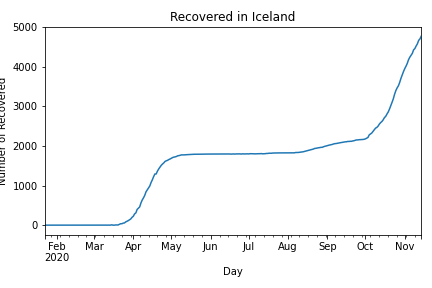 Recovered in Iceland
Number of Recovered
5000
4000
3000
2000
1000
0
Feb Mar Apr May Jun Jul Aug Sep Oct Nov
2020
Day